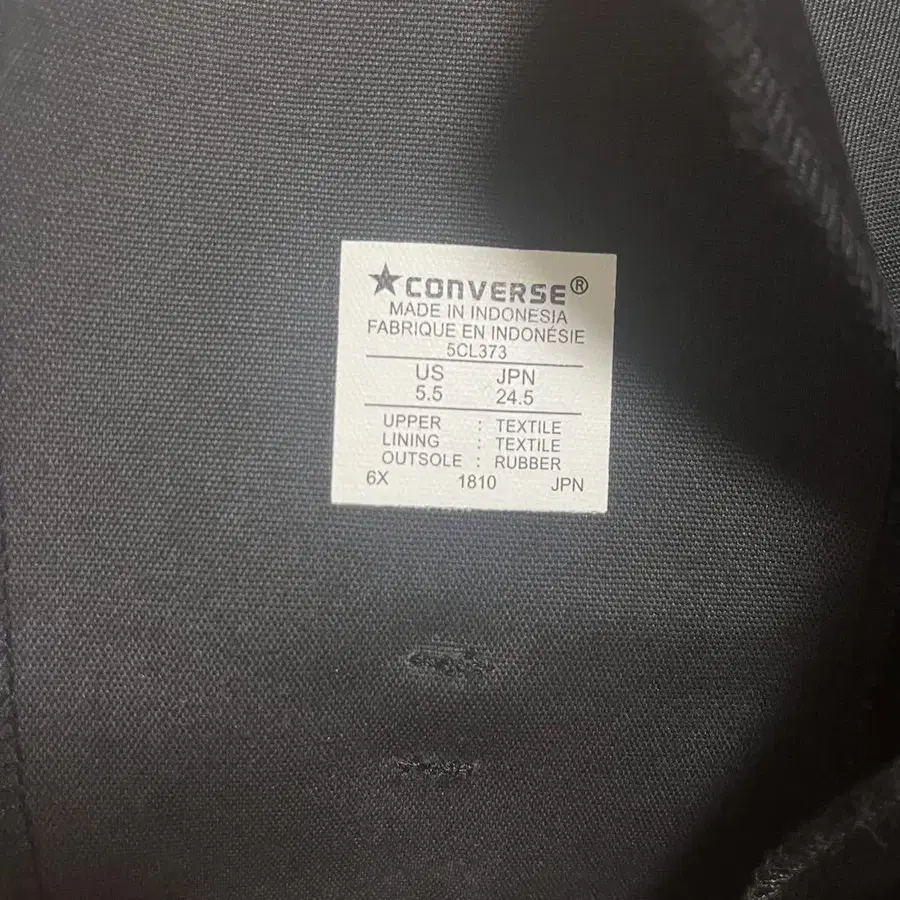 ★CONVERSE®
MADE IN INDONESIA
FABRIQUE EN INDONÉSIE
5CL373
US JPN
5.5 24.5
UPPER : TEXTILE
LINING : TEXTILE
OUTSOLE : RUBBER
6X 1810 JPN